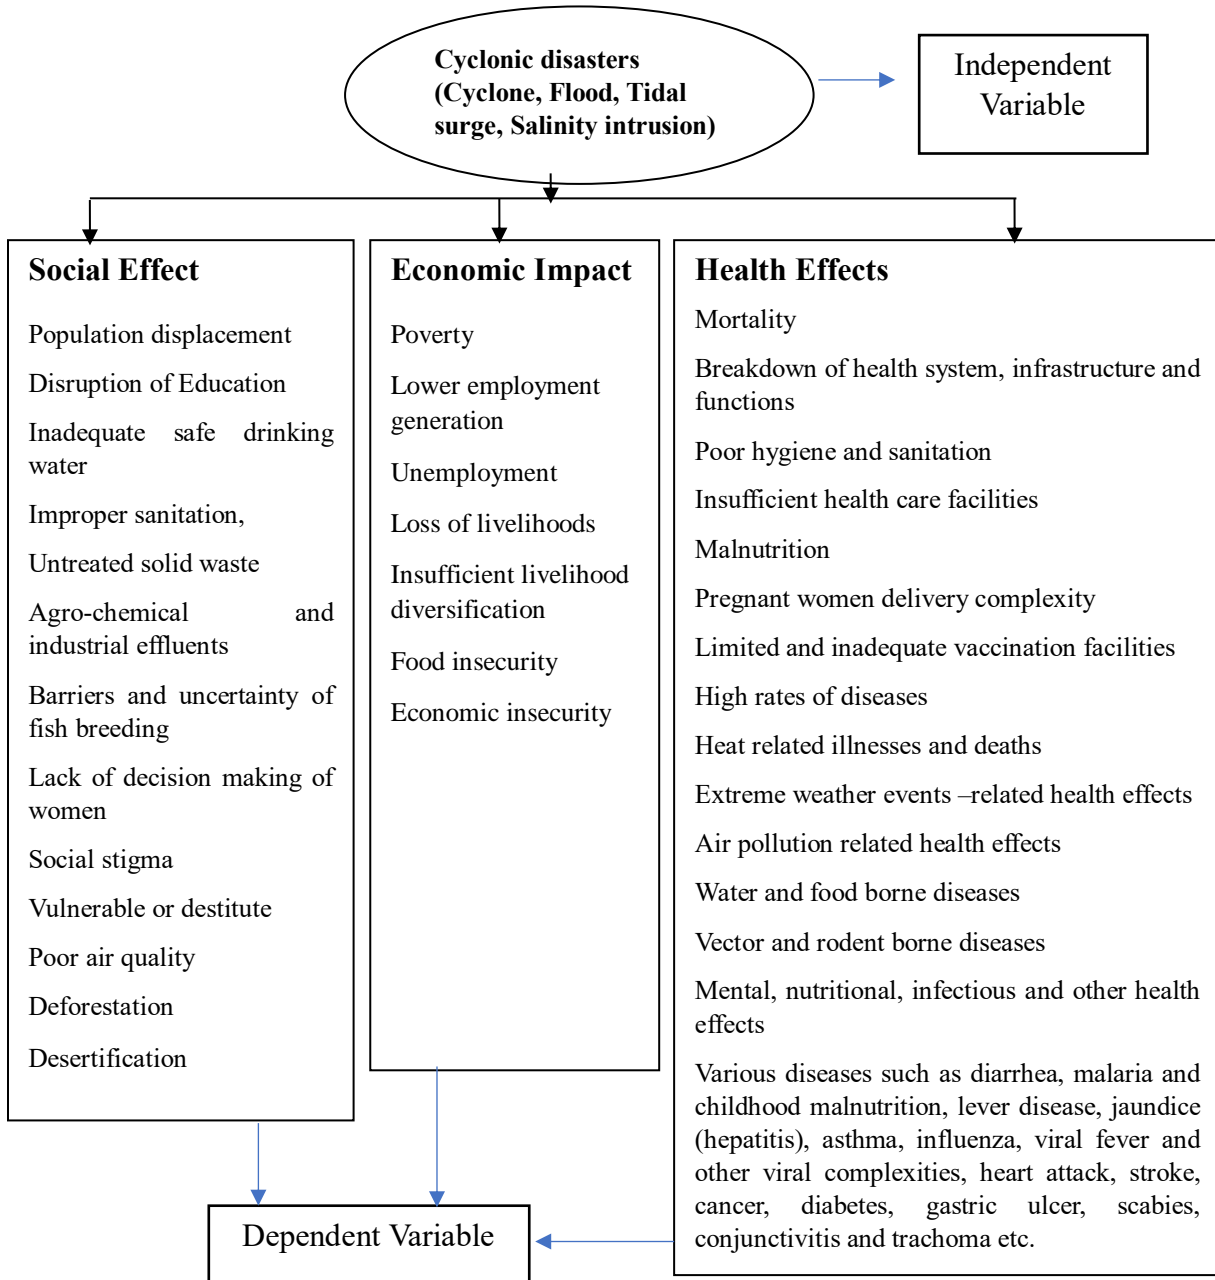 Cyclonic disasters
(Cyclone, Flood, Tidal
surge, Salinity intrusion)
Independent
Variable
Social Effect
Population displacement
Disruption of Education
Inadequate safe drinking
water
Improper sanitation,
Untreated solid waste
Agro-chemical and
industrial effluents
Barriers and uncertainty of
fish breeding
Lack of decision making of
women
Social stigma
Vulnerable or destitute
Poor air quality
Deforestation
Desertification
Economic Impact
Poverty
Lower employment
generation
Unemployment
Loss of livelihoods
Insufficient livelihood
diversification
Food insecurity
Economic insecurity
Health Effects
Mortality
Breakdown of health system, infrastructure and
functions
Poor hygiene and sanitation
Insufficient health care facilities
Malnutrition
Pregnant women delivery complexity
Limited and inadequate vaccination facilities
High rates of diseases
Heat related illnesses and deaths
Extreme weather events –related health effects
Air pollution related health effects
Water and food borne diseases
Vector and rodent borne diseases
Mental, nutritional, infectious and other health
effects
Various diseases such as diarrhea, malaria and
childhood malnutrition, lever disease, jaundice
(hepatitis), asthma, influenza, viral fever and
other viral complexities, heart attack, stroke,
cancer, diabetes, gastric ulcer, scabies,
conjunctivitis and trachoma etc.
Dependent Variable